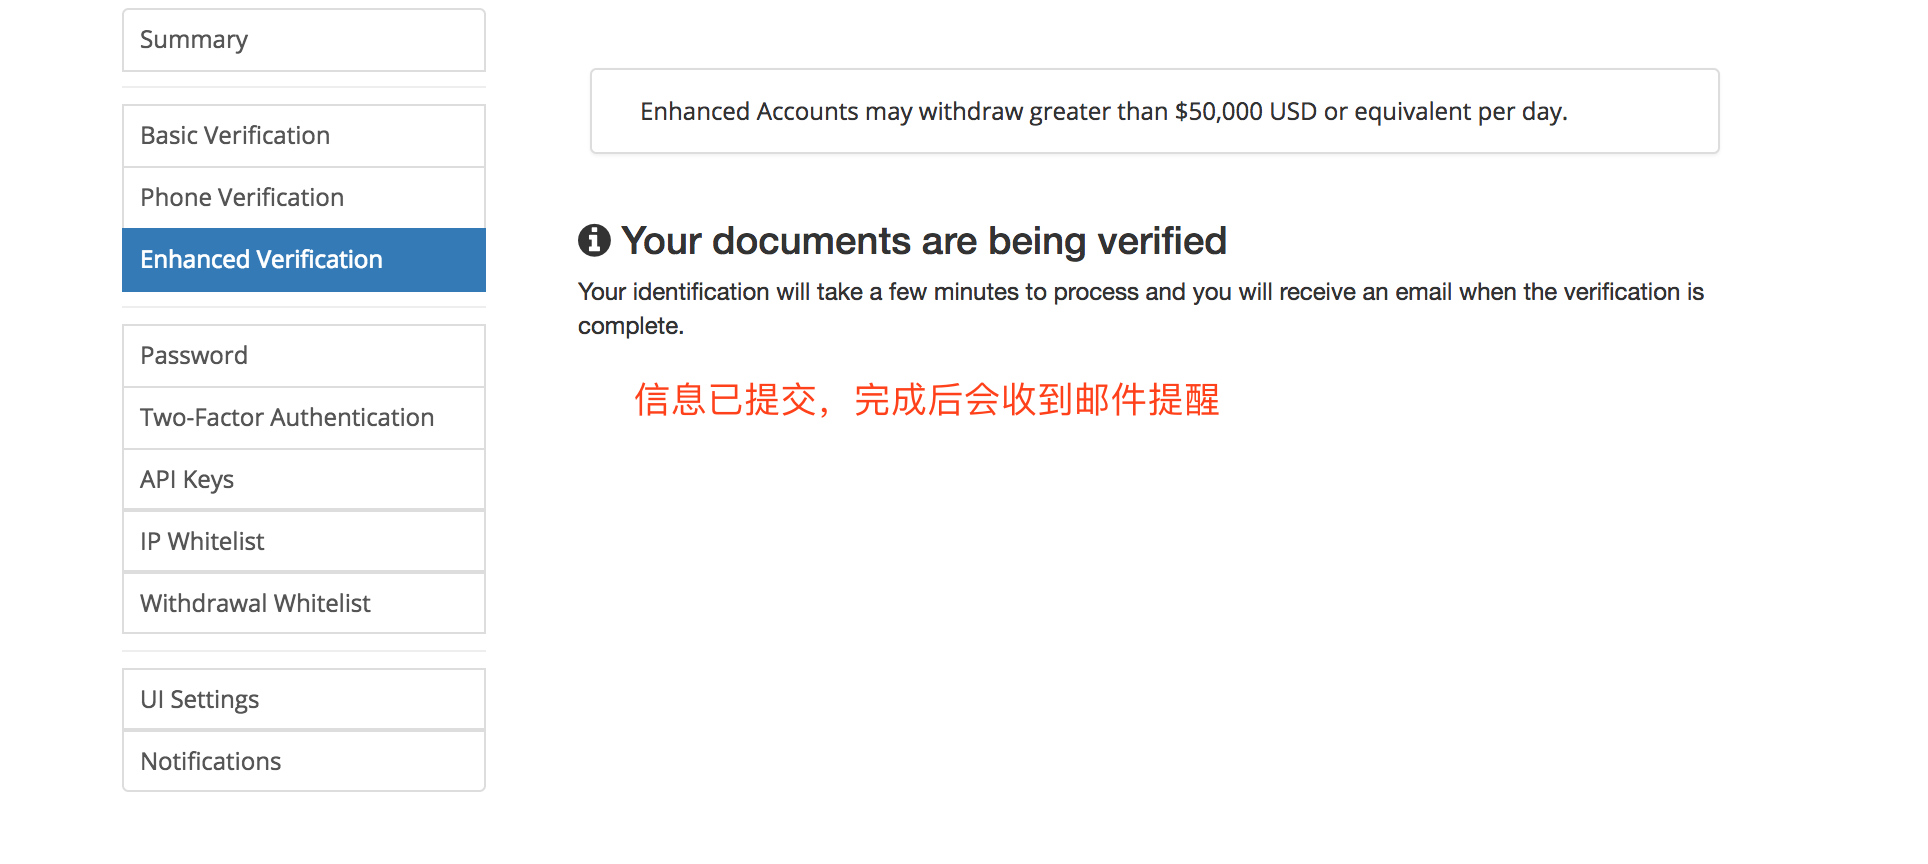 Summary
Basic Verification
Phone Verification
Enhanced Verification
Password
Two-Factor Authentication
API Keys
IP Whitelist
Withdrawal Whitelist
UI Settings
Notifications
Enhanced Accounts may withdraw greater than $50,000 USD or equivalent per day.
Your documents are being verified
Your identification will take a few minutes to process and you will receive an email when the verification is
complete.
信息已提交，完成后会收到邮件提醒